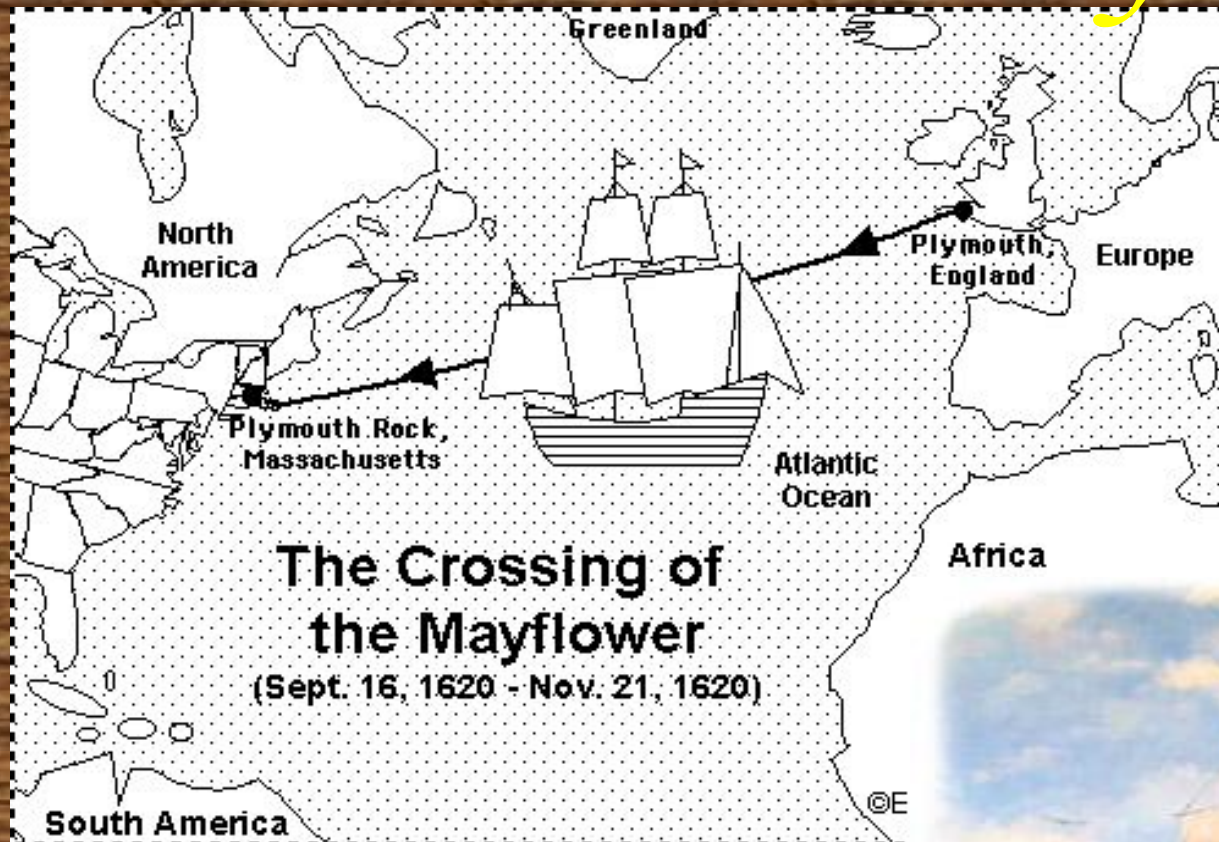 Greenland
North
America
Plymouth,
England
Europe
Plymouth Rock,
Massachusetts
Atlantic
Ocean
Africa
The Crossing of
the Mayflower
(Sept. 16, 1620 - Nov. 21, 1620)
©E
South America